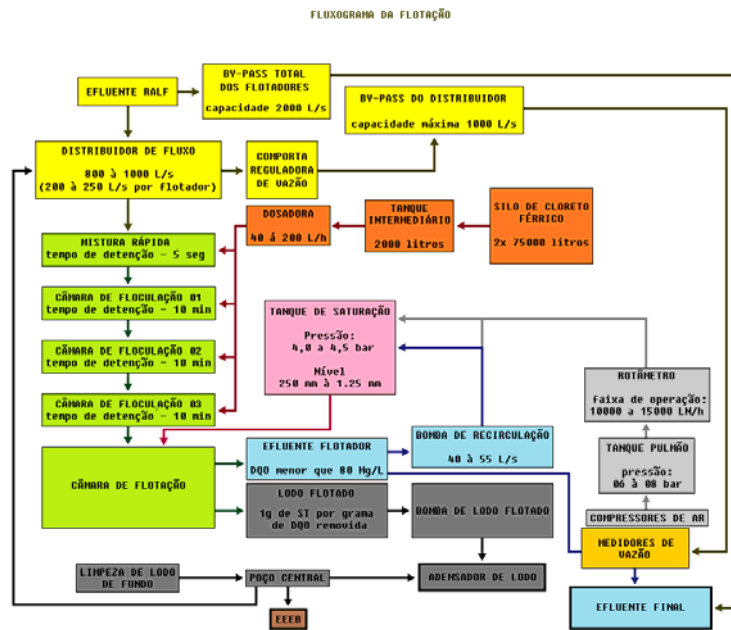 FLUXOGRAMA DA FLOTAÇÃO
EFLUENTE RALF
BY-PASS TOTAL
DOS FLOTADORES
capacidade 2000 L/s
BY-PASS DO DISTRIBUIDOR
capacidade máxima 1000 L/s
DISTRIBUIDOR DE FLUXO
800 à 1000 L/s
(200 à 250 L/s por flotador)
COMPORTA
REGULADORA
DE VAZÃO
DOSADORA
40 á 200 L/h
TANQUE
INTERMEDIÁRIO
2000 litros
SILO DE CLORETO
FÉRRICO
2x 75000 litros
MISTURA RÁPIDA
tempo de detenção - 5 seg
CÂMARA DE FLOCULAÇÃO 01
tempo de detenção - 10 min
CÂMARA DE FLOCULAÇÃO 02
tempo de detenção - 10 min
CÂMARA DE FLOCULAÇÃO 03
tempo de detenção - 10 min
TANQUE DE SATURAÇÃO
Pressão:
4,0 a 4,5 bar
Nível
250 mm à 1.25 mm
ROTÂMETRO
faixa de operação:
10000 a 15000 LN/h
CÂMARA DE FLOTAÇÃO
EFLUENTE FLOTADOR
DQO menor que 80 Mg/L
BOMBA DE RECIRCULAÇÃO
40 à 55 L/s
TANQUE PULMÃO
pressão:
06 à 08 bar
LODO FLOTADO
1g de ST por grama
de DQO removida
BOMBA DE LODO FLOTADO
COMPRESSORES DE AR
MEDIDORES DE
VAZÃO
LIMPEZA DE LODO
DE FUNDO
POÇO CENTRAL
ADENSADOR DE LODO
EEEB
EFLUENTE FINAL